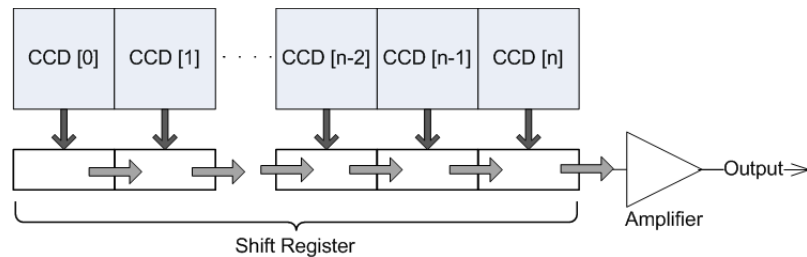 CCD [0] CCD [1] . . . . . CCD [n-2] CCD [n-1] CCD [n]
Output
Amplifier
Shift Register